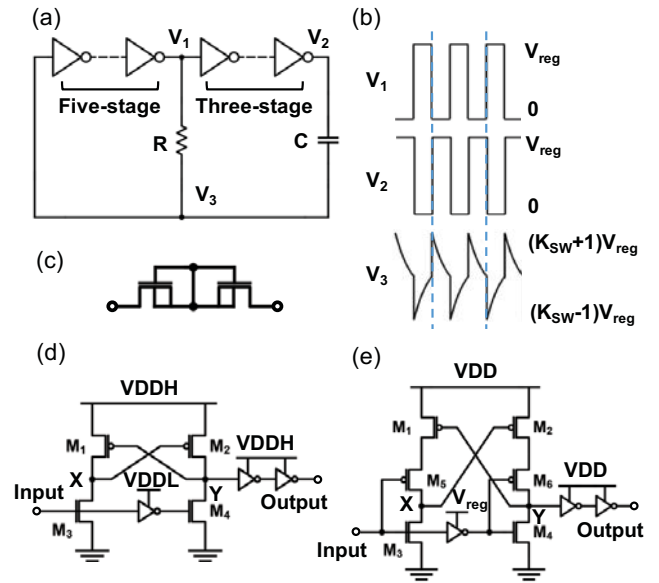 (a)
V1
V2
Five-stage
Three-stage
R
C
V3
(b)
V1
Vreg
0
V2
Vreg
0
V3
(KSW+1)Vreg
(KSW-1)Vreg
(c)
(d)
VDDH
M1
M2
VDDH
X
VDDL
Y
Input
Output
M3
M4
(e)
VDD
M1
M2
M5
M6
VDD
X
Vreg
Y
Input
Output
M3
M4